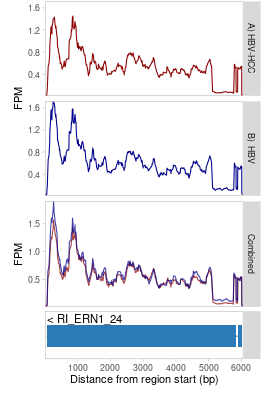 1.6
1.2
0.8
0.4
FPM
A) HBV-HCC
1.6
1.2
0.8
0.4
FPM
B) HBV
1.5
1.0
0.5
FPM
Combined
< RI_ERN1_24
1000 2000 3000 4000 5000 6000
Distance from region start (bp)